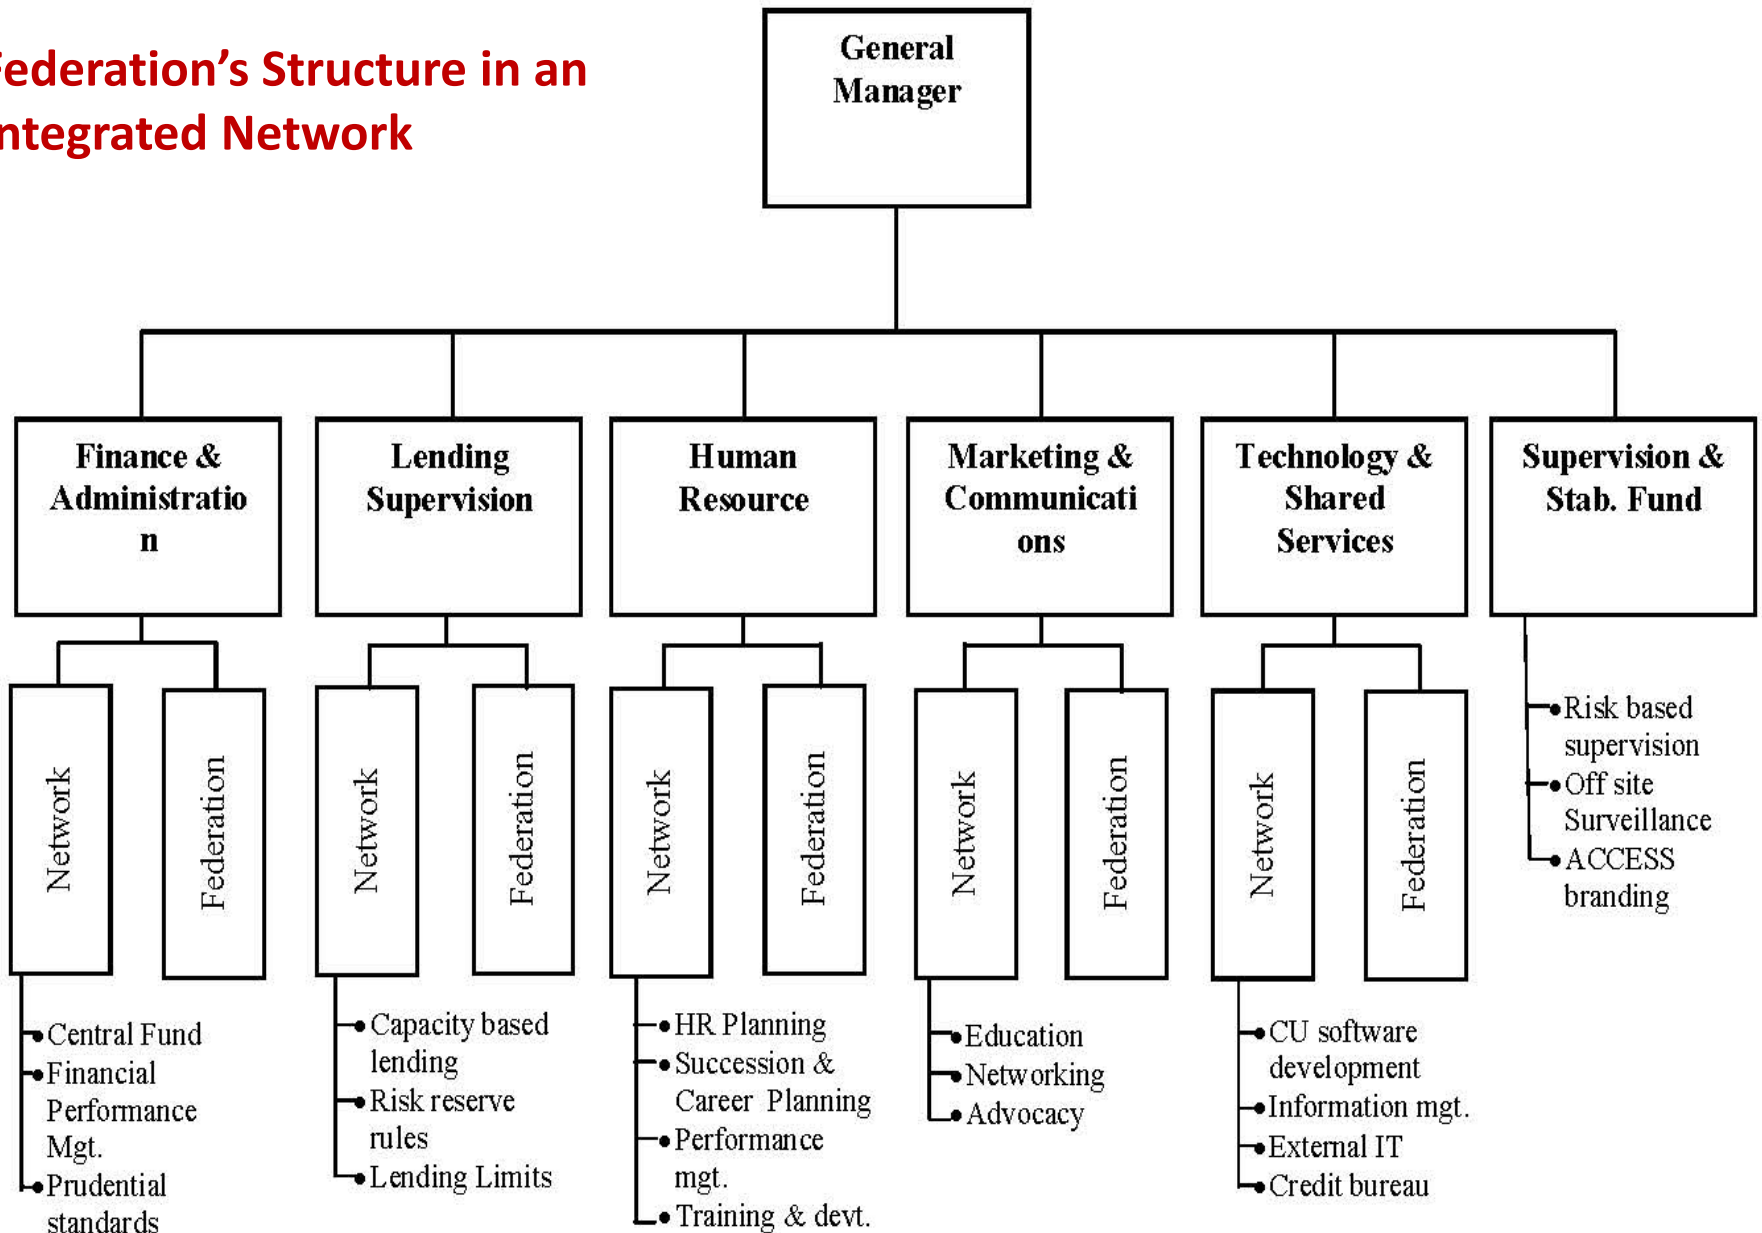 Federation's Structure in an
Integrated Network
General
Manager
Finance &
Administratio
n
Lending
Supervision
Human
Resource
Marketing &
Communicati
ons
Technology &
Shared
Services
Supervision &
Stab. Fund
Network
Federation
Network
Federation
Network
Federation
Network
Federation
Network
Federation
Central Fund
Financial
Performance
Mgt.
Prudential
standards
Capacity based
lending
Risk reserve
rules
Lending Limits
HR Planning
Succession &
Career Planning
Performance
mgt.
Training & devt.
Education
Networking
Advocacy
CU software
development
Information mgt.
External IT
Credit bureau
Risk based
supervision
Off site
Surveillance
ACCESS
branding